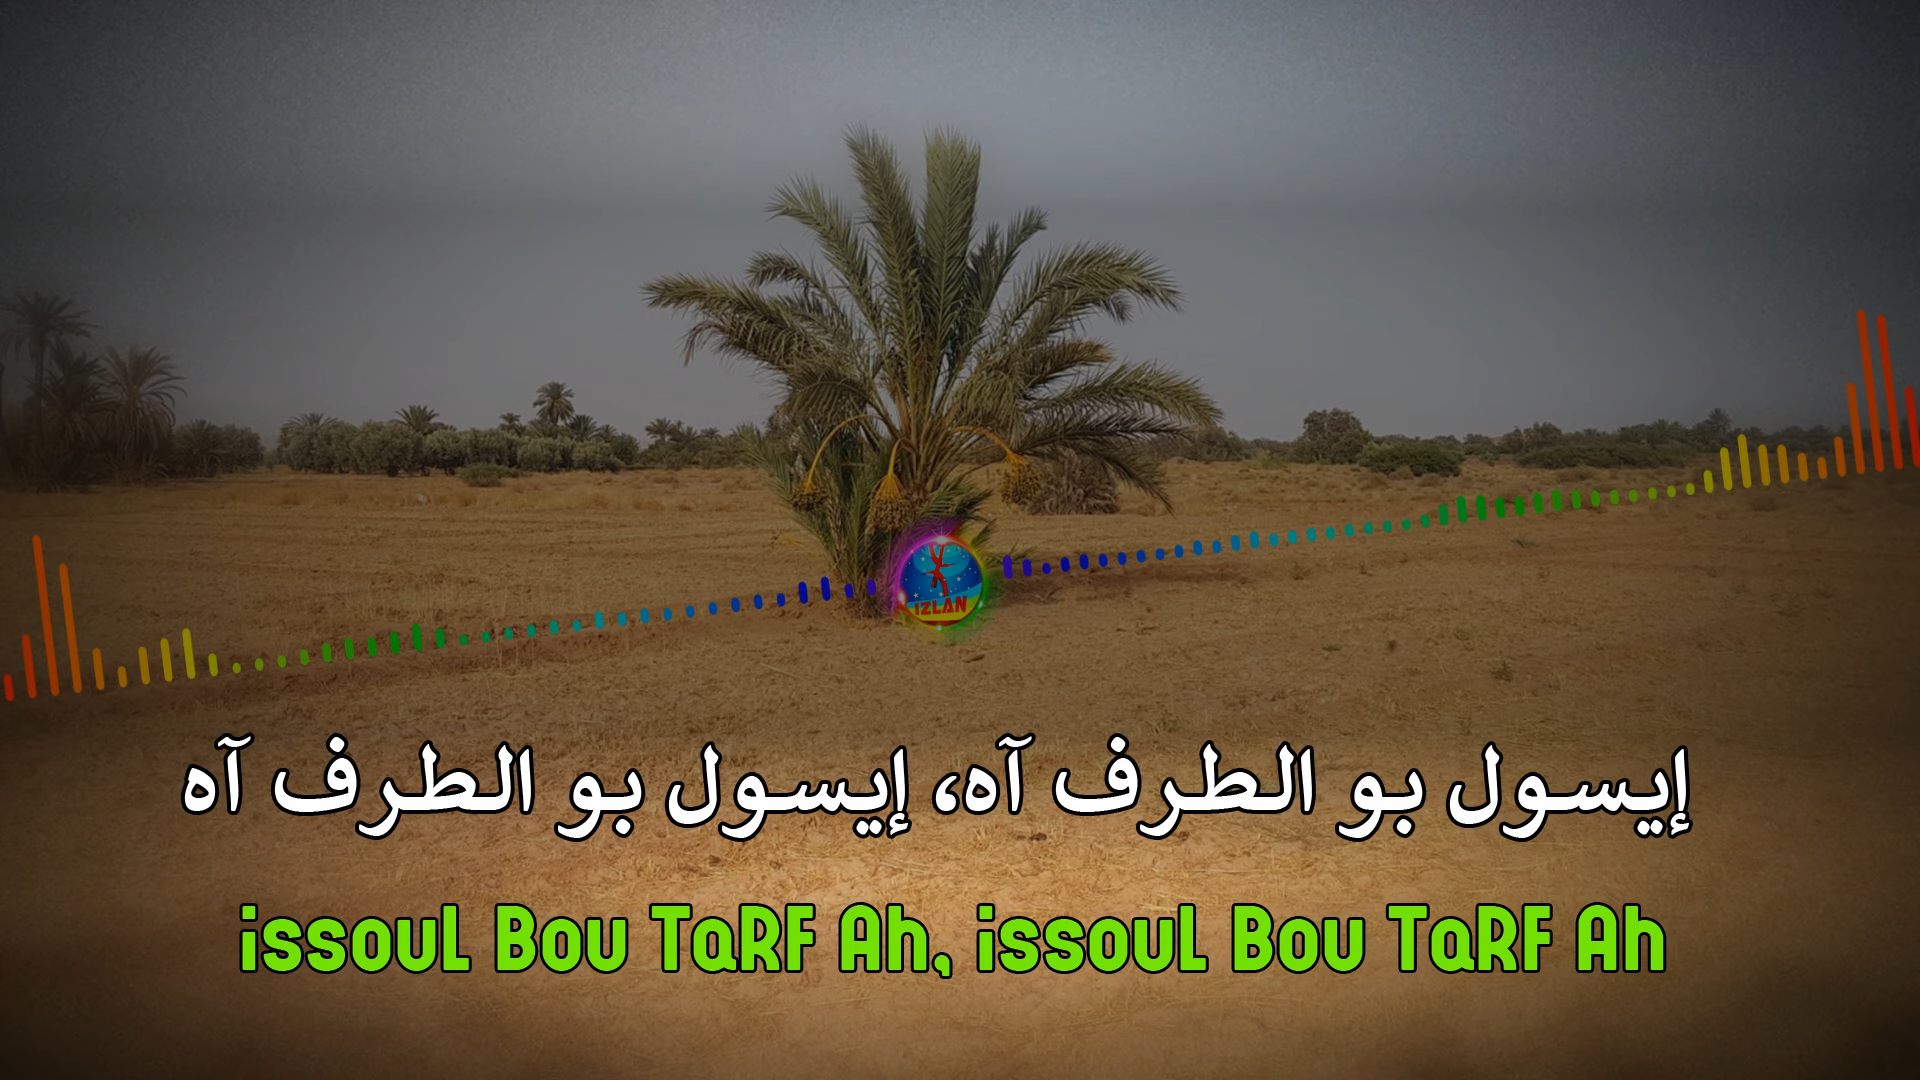 IZLAN
إيسول بو الطرف آه، إيسول بو الطرف آه
issouL Bou TaRF Ah, issouL Bou TaRF Ah